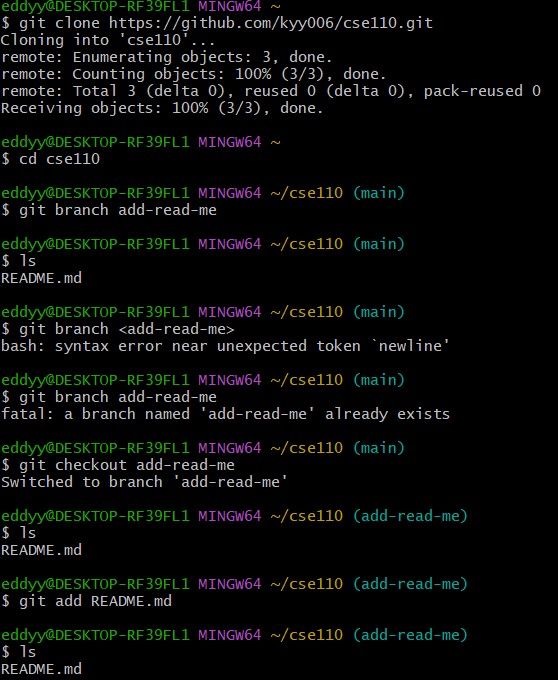 eddyy@DESKTOP-RF39FL1 MINGW64 ~
$ git clone https://github.com/kyy006/cse110.git
Cloning into 'cse110'...
remote: Enumerating objects: 3, done.
remote: Counting objects: 100% (3/3), done.
remote: Total 3 (delta 0), reused 0 (delta 0), pack-reused 0
Receiving objects: 100% (3/3), done.
eddyy@DESKTOP-RF39FL1 MINGW64 ~
$ cd cse110
eddyy@DESKTOP-RF39FL1 MINGW64 ~/cse110 (main)
$ git branch add-read-me
eddyy@DESKTOP-RF39FL1 MINGW64 ~/cse110 (main)
$ ls
README.md
eddyy@DESKTOP-RF39FL1 MINGW64 ~/cse110 (main)
$ git branch <add-read-me>
bash: syntax error near unexpected token `newline'
eddyy@DESKTOP-RF39FL1 MINGW64 ~/cse110 (main)
$ git branch add-read-me
fatal: a branch named 'add-read-me' already exists
eddyy@DESKTOP-RF39FL1 MINGW64 ~/cse110 (main)
$ git checkout add-read-me
Switched to branch 'add-read-me'
eddyy@DESKTOP-RF39FL1 MINGW64 ~/cse110 (add-read-me)
$ ls
README.md
eddyy@DESKTOP-RF39FL1 MINGW64 ~/cse110 (add-read-me)
$ git add README.md
eddyy@DESKTOP-RF39FL1 MINGW64 ~/cse110 (add-read-me)
$ ls
README.md